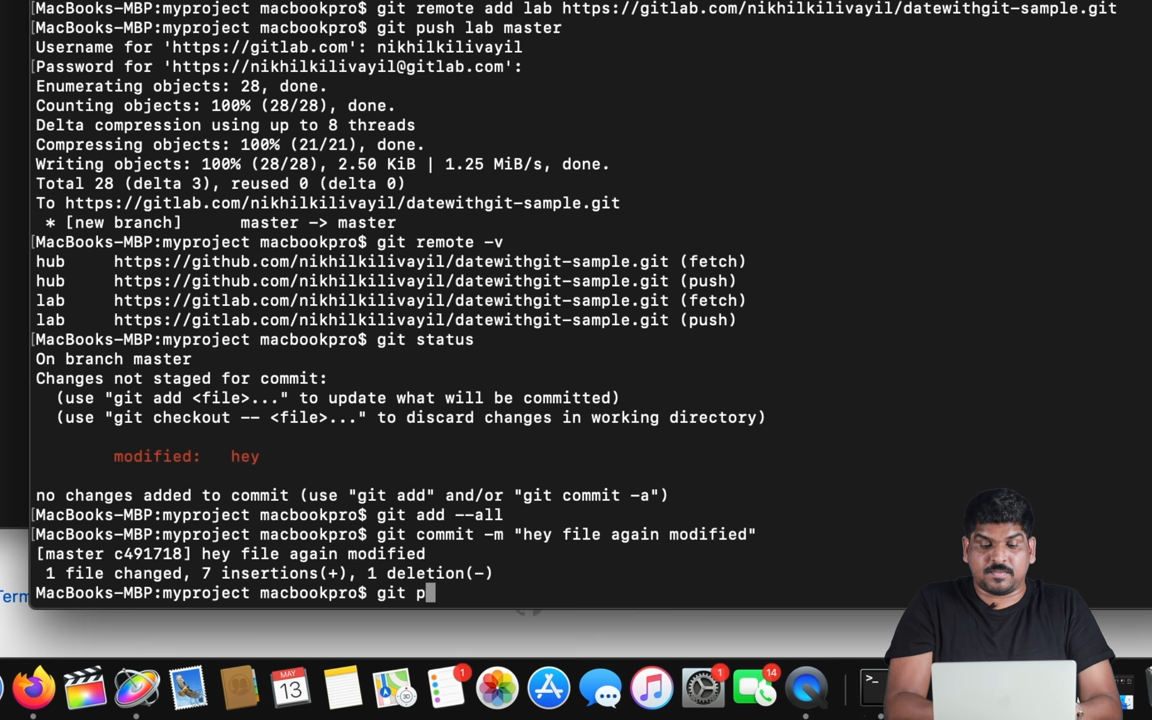 [MacBooks-MBP:myproject macbookpro$ git remote add lab https://gitlab.com/nikhilkilivayil/datewithgit-sample.git
[MacBooks-MBP:myproject macbookpro$ git push lab master
Username for 'https://gitlab.com': nikhilkilivayil
[Password for 'https://nikhilkilivayil@gitlab.com':
Enumerating objects: 28, done.
Counting objects: 100% (28/28), done.
Delta compression using up to 8 threads
Compressing objects: 100% (21/21), done.
Writing objects: 100% (28/28), 2.50 KiB | 1.25 MiB/s, done.
Total 28 (delta 3), reused 0 (delta 0)
To https://gitlab.com/nikhilkilivayil/datewithgit-sample.git
 * [new branch]      master -> master
[MacBooks-MBP:myproject macbookpro$ git remote -v
hub     https://github.com/nikhilkilivayil/datewithgit-sample.git (fetch)
hub     https://github.com/nikhilkilivayil/datewithgit-sample.git (push)
lab     https://gitlab.com/nikhilkilivayil/datewithgit-sample.git (fetch)
lab     https://gitlab.com/nikhilkilivayil/datewithgit-sample.git (push)
[MacBooks-MBP:myproject macbookpro$ git status
On branch master
Changes not staged for commit:
  (use "git add <file>..." to update what will be committed)
  (use "git checkout -- <file>..." to discard changes in working directory)
        modified:   hey
no changes added to commit (use "git add" and/or "git commit -a")
[MacBooks-MBP:myproject macbookpro$ git add --all
[MacBooks-MBP:myproject macbookpro$ git commit -m "hey file again modified"
[master c491718] hey file again modified
 1 file changed, 7 insertions(+), 1 deletion(-)
MacBooks-MBP:myproject macbookpro$ git p
Term
MAY
13
3D
1
1
14
>_